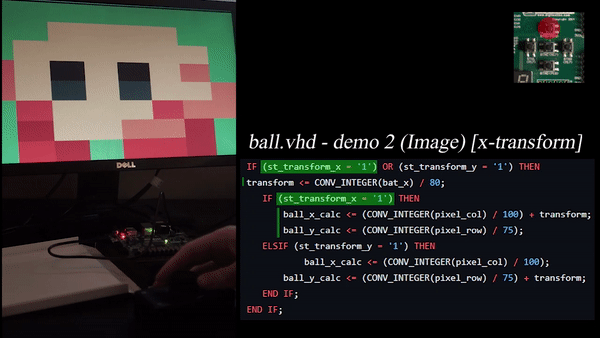 DELL
ball.vhd - demo 2 (Image) [x-transform]
IF (st_transform_x = '1') OR (st_transform_y = '1') THEN
transform <= CONV_INTEGER(bat_x) / 80;
IF (st_transform_x = '1') THEN
ball_x_calc <= (CONV_INTEGER(pixel_col) / 100) + transform;
ball_y_calc <= (CONV_INTEGER(pixel_row) / 75);
ELSIF (st_transform_y = '1') THEN
ball_x_calc <= (CONV_INTEGER(pixel_col) / 100);
ball_y_calc <= (CONV_INTEGER(pixel_row) / 75) + transform;
END IF;
END IF;